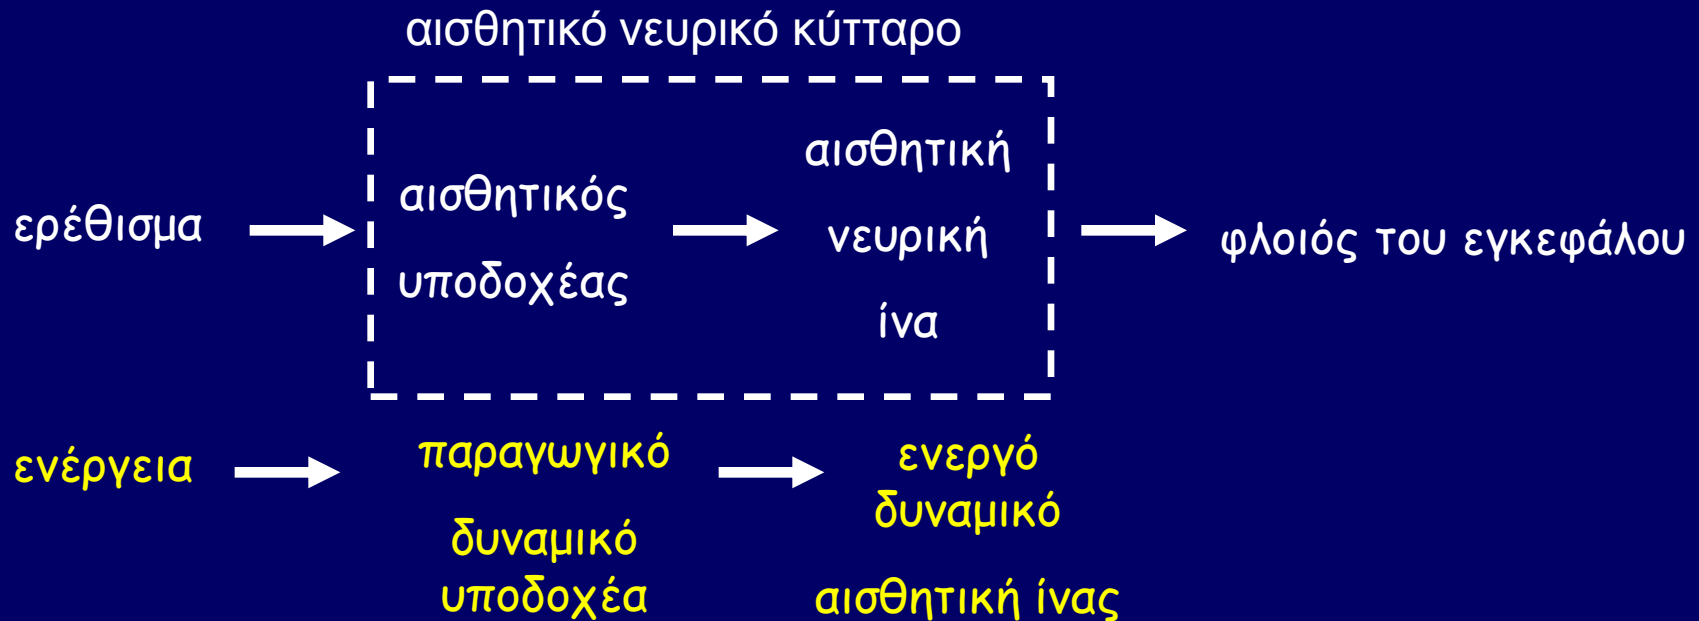 αισθητικό νευρικό κύτταρο
ερέθισμα
αισθητικός
υποδοχέας
αισθητική
νευρική
ίνα
φλοιός του εγκεφάλου
ενέργεια
παραγωγικό
δυναμικό
υποδοχέα
ενεργό
δυναμικό
αισθητική ίνας